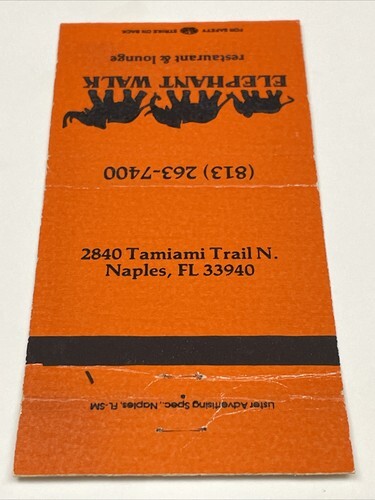 FOR SAFETY STRIKE ON BACK
ELEPHANT WALK
restaurant & lounge
(813) 263-7400
2840 Tamiami Trail N.
Naples, FL 33940
Lister Advertising Spec., Naples, FL-SM